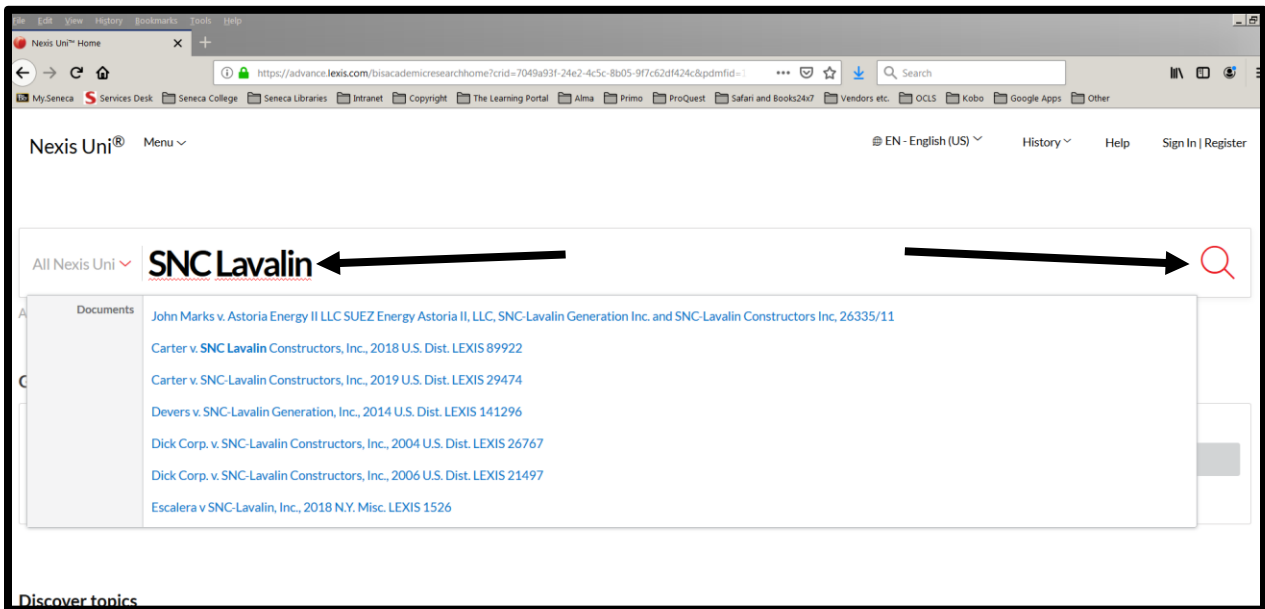 File Edit View History Bookmarks Tools Help
Nexis Uni™ Home
https://advance.lexis.com/bisacademicresearchhome?crid=7049a93f-24e2-4c5c-8b05-9f7c62df424c&pdmfid=
Search
My.Seneca Services Desk Seneca College Seneca Libraries Intranet Copyright The Learning Portal Alma Primo ProQuest Safari and Books24x7 Vendors etc. OCLS Kobo Google Apps Other
Nexis Uni® Menu EN - English (US) History Help Sign In | Register
All Nexis Uni SNC Lavalin
Documents
John Marks v. Astoria Energy II LLC SUEZ Energy Astoria II, LLC, SNC-Lavalin Generation Inc. and SNC-Lavalin Constructors Inc, 26335/11
Carter v. SNC Lavalin Constructors, Inc., 2018 U.S. Dist. LEXIS 89922
Carter v. SNC-Lavalin Constructors, Inc., 2019 U.S. Dist. LEXIS 29474
Devers v. SNC-Lavalin Generation, Inc., 2014 U.S. Dist. LEXIS 141296
Dick Corp. v. SNC-Lavalin Constructors, Inc., 2004 U.S. Dist. LEXIS 26767
Dick Corp. v. SNC-Lavalin Constructors, Inc., 2006 U.S. Dist. LEXIS 21497
Escalera v SNC-Lavalin, Inc., 2018 N.Y. Misc. LEXIS 1526
Discover topics